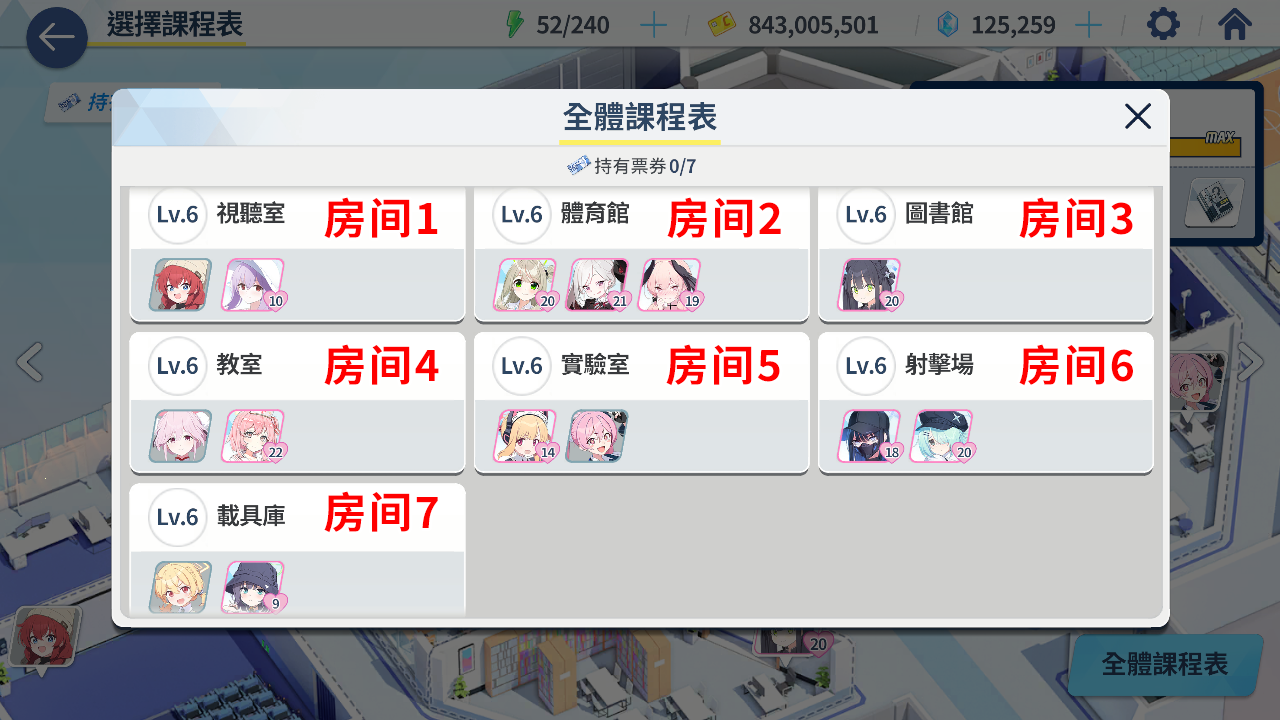 選擇課程表
52/240
843,005,501
125,259
持
全體課程表
MAX
持有票券 0/7
Lv.6 視聽室 房间1
Lv.6 體育館 房间2
Lv.6 圖書館 房间3
10
20
21
19
20
Lv.6 教室 房间4
Lv.6 實驗室 房间5
Lv.6 射擊場 房间6
22
14
18
20
Lv.6 載具庫 房间7
9
20
全體課程表